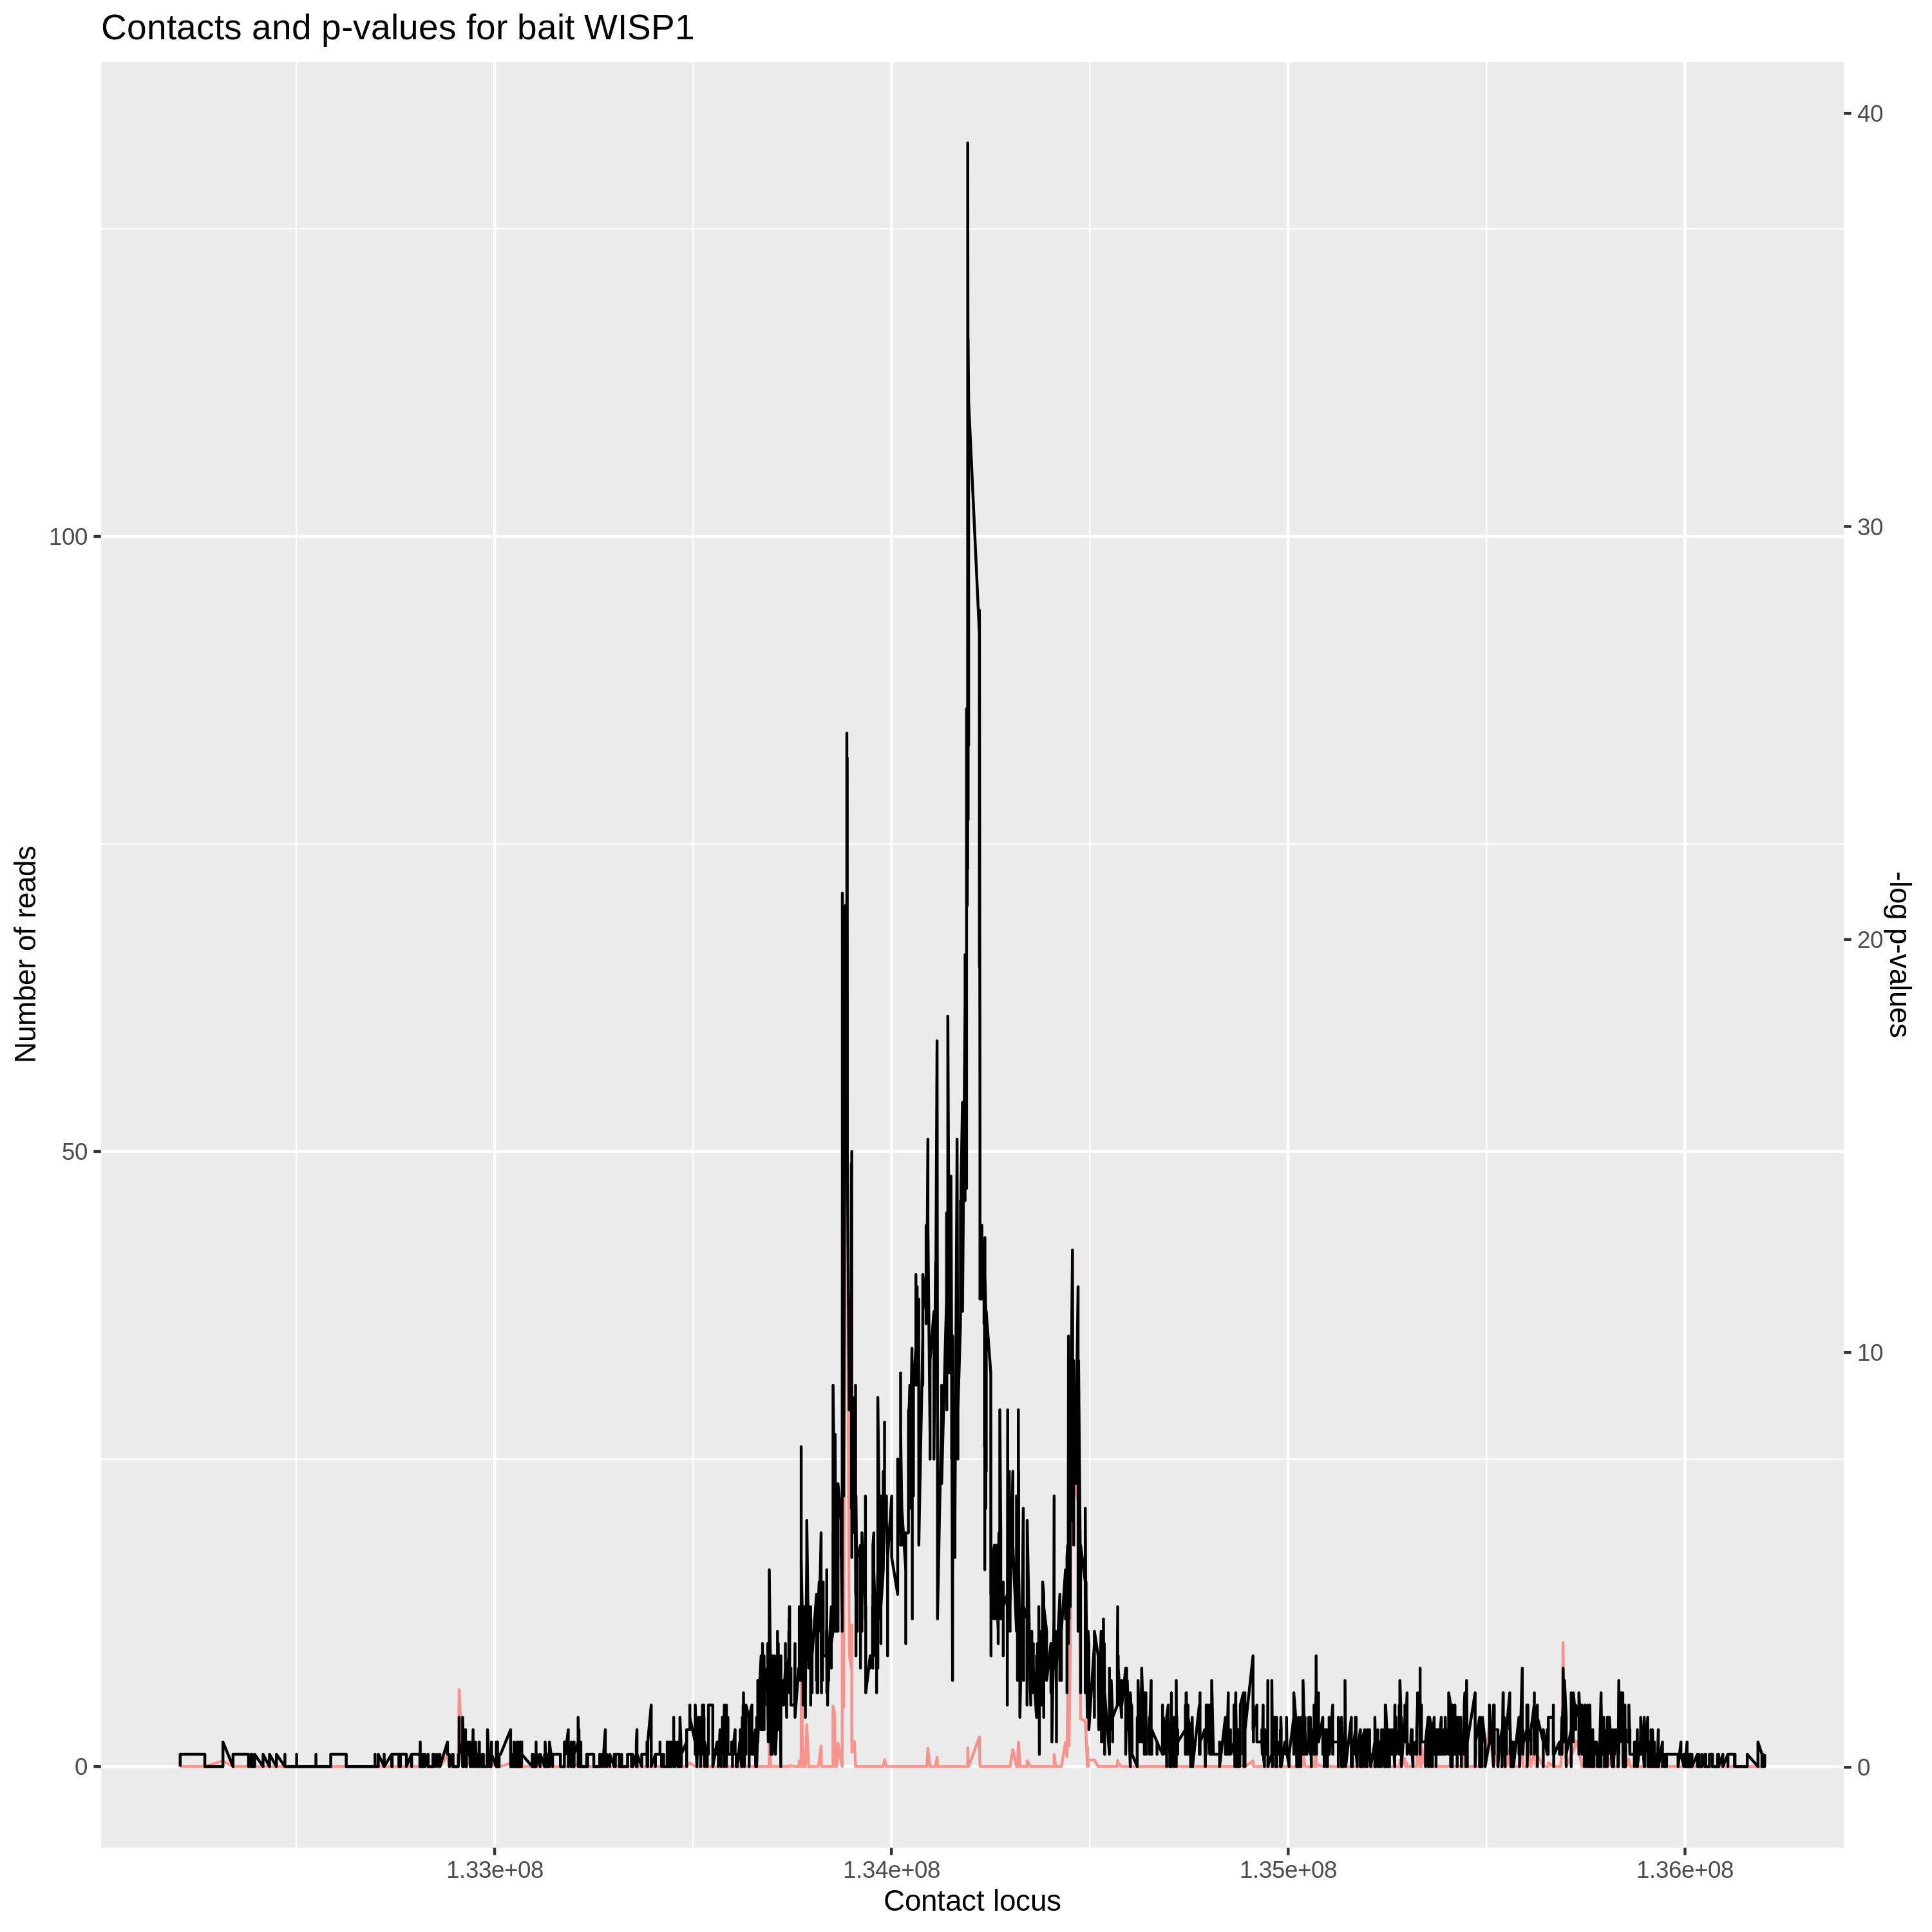 Contacts and p-values for bait WISP1
Number of reads
100
50
0
40
30
20
10
0
-log p-values
1.33e+08 1.34e+08 1.35e+08 1.36e+08
Contact locus